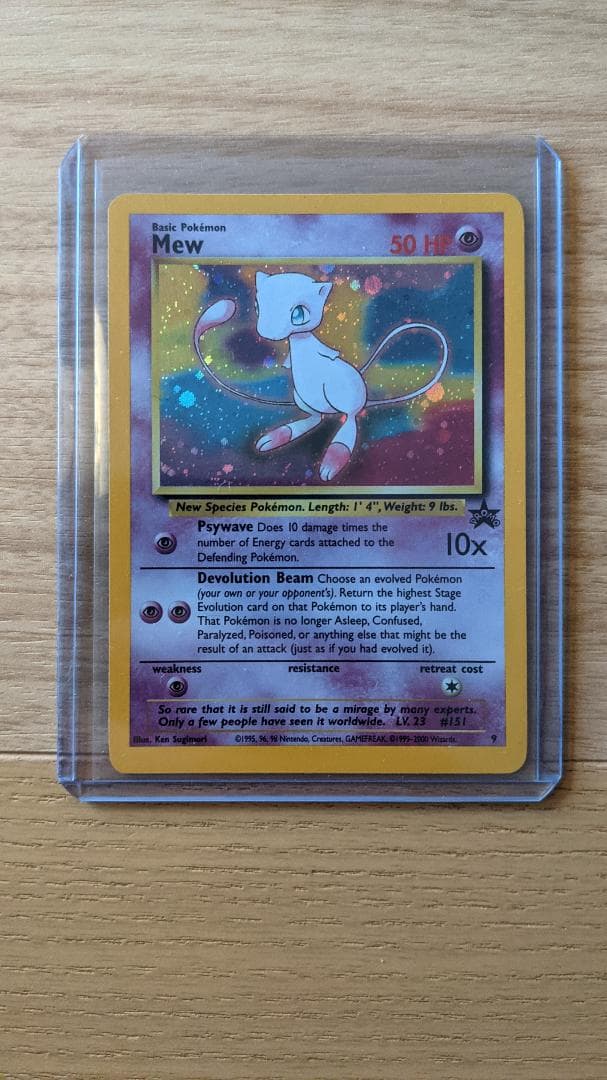 Basic Pokémon
Mew
50 HP
New Species Pokémon. Length: 1' 4", Weight: 9 lbs.
PROMO
Psywave Does 10 damage times the
number of Energy cards attached to the
Defending Pokémon.
10x
Devolution Beam Choose an evolved Pokémon
(your own or your opponent's). Return the highest Stage
Evolution card on that Pokémon to its player's hand.
That Pokémon is no longer Asleep, Confused,
Paralyzed, Poisoned, or anything else that might be the
result of an attack (just as if you had evolved it).
weakness resistance retreat cost
So rare that it is still said to be a mirage by many experts.
Only a few people have seen it worldwide. LV. 23 #151
Illus. Ken Sugimori ©1995, 96, 98 Nintendo, Creatures, GAMEFREAK. ©1999-2000 Wizards. 9